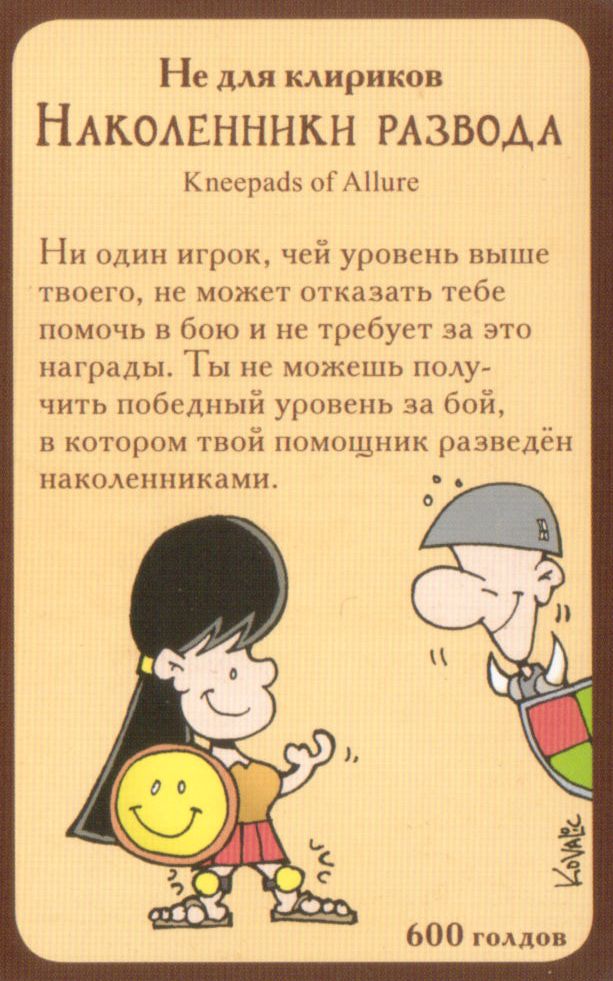 Не для клириков
Наколенники развода
Kneepads of Allure
Ни один игрок, чей уровень выше
твоего, не может отказать тебе
помочь в бою и не требует за это
награды. Ты не можешь полу-
чить победный уровень за бой,
в котором твой помощник разведён
наколенниками.
Kovalic
600 голдов